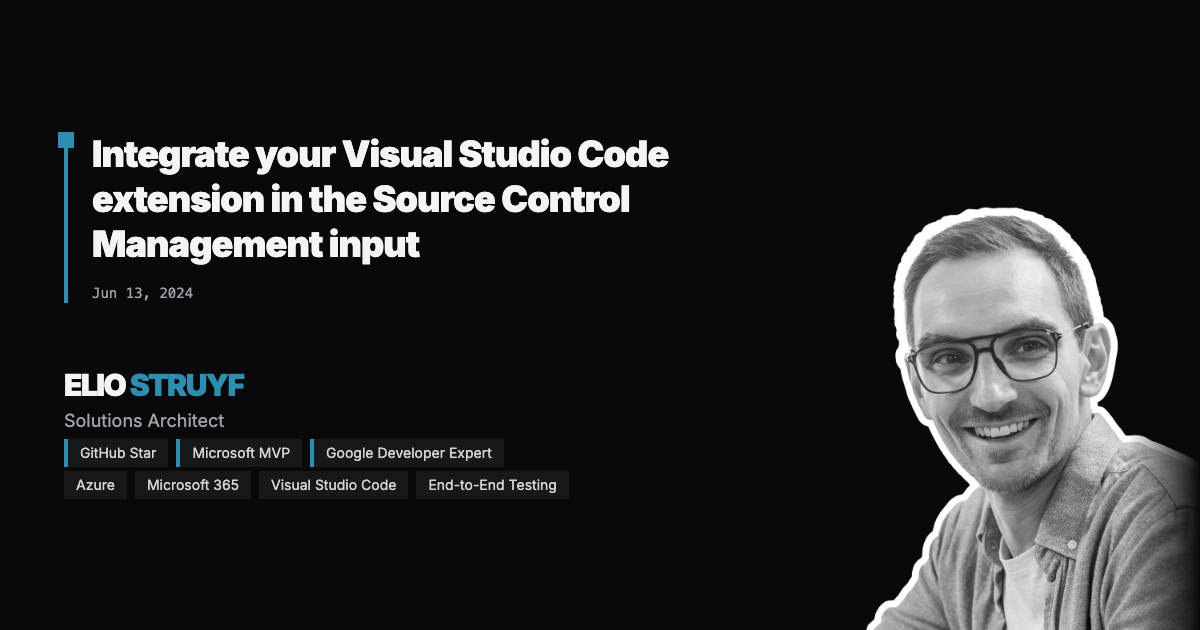 Integrate your Visual Studio Code
extension in the Source Control
Management input
Jun 13, 2024
ELIO STRUYF
Solutions Architect
GitHub Star Microsoft MVP Google Developer Expert
Azure Microsoft 365 Visual Studio Code End-to-End Testing